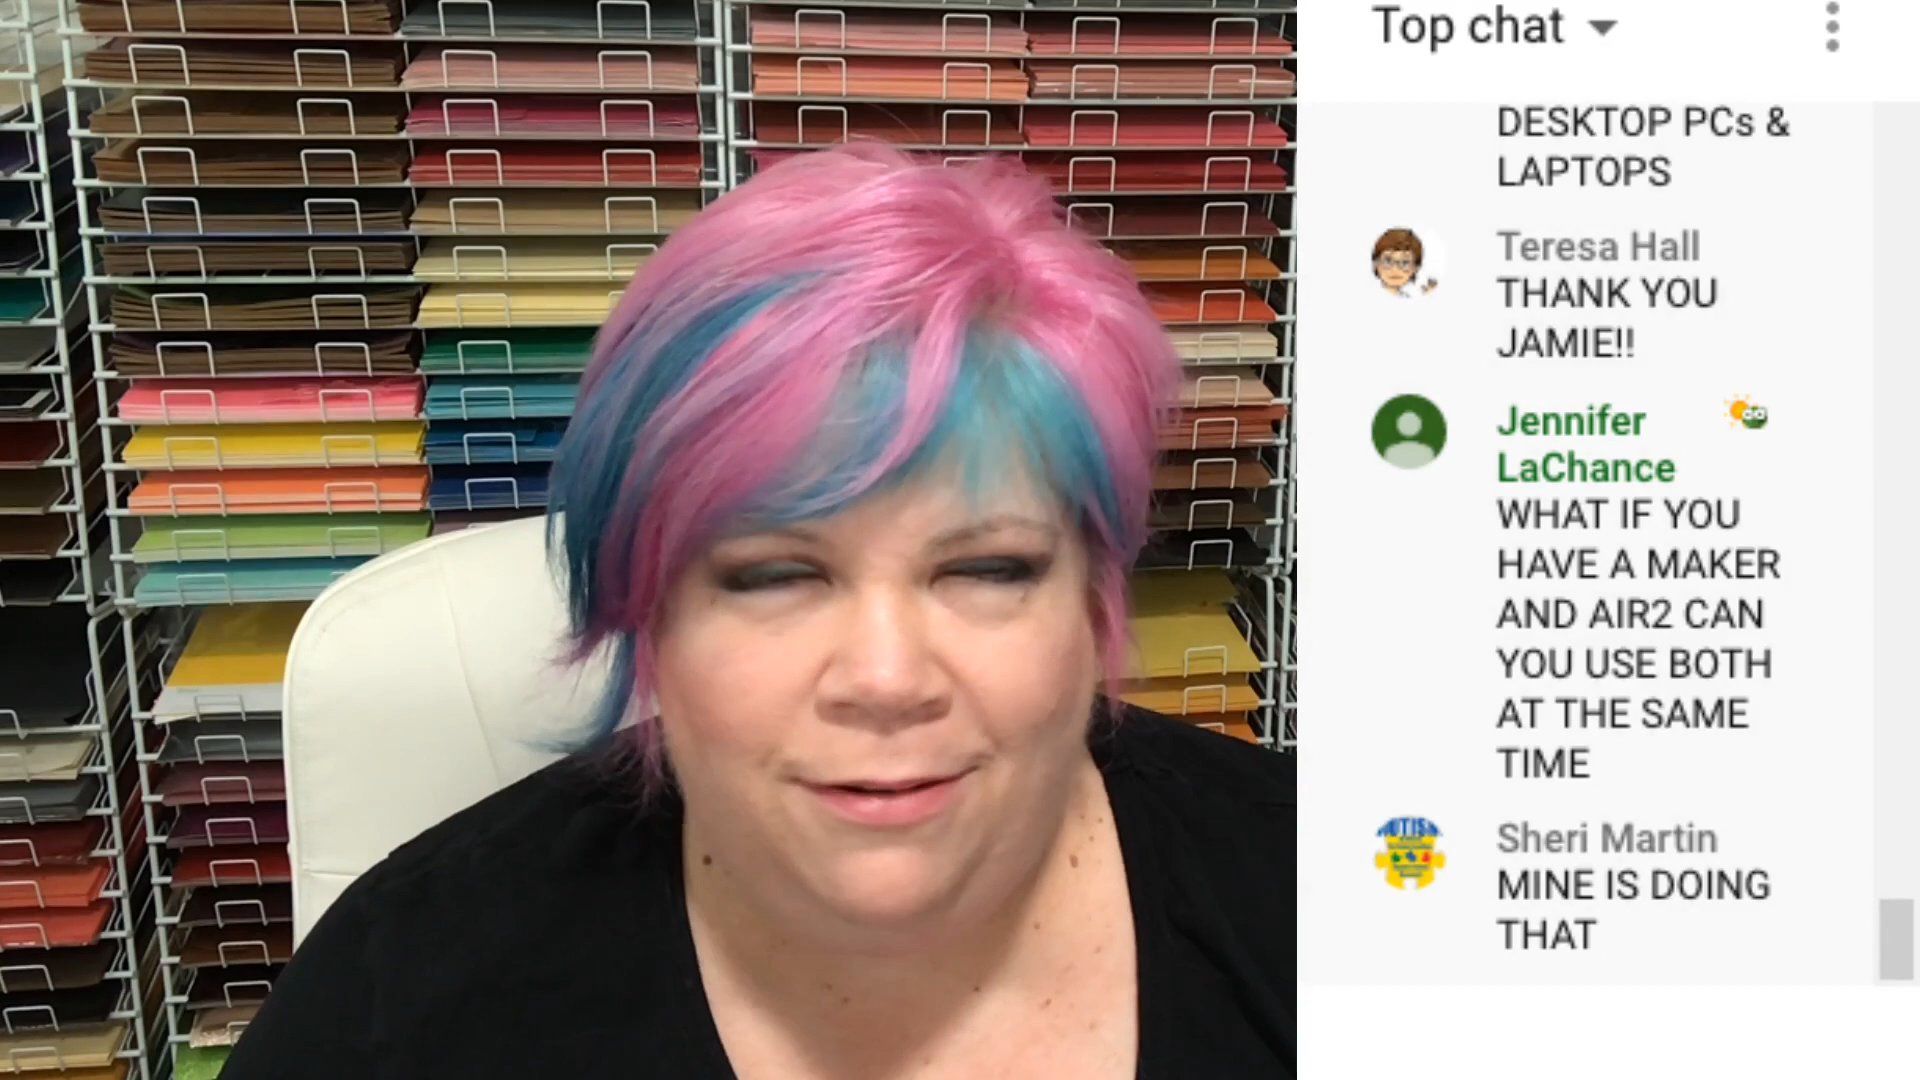 Top chat
DESKTOP PCs &
LAPTOPS
Teresa Hall
THANK YOU
JAMIE!!
Jennifer
LaChance
WHAT IF YOU
HAVE A MAKER
AND AIR2 CAN
YOU USE BOTH
AT THE SAME
TIME
AUTISM
Sheri Martin
MINE IS DOING
THAT